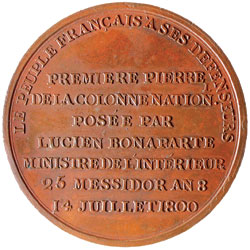 LE PEUPLE FRANÇAIS A SES DEFENSEURS
PREMIERE PIERRE
DE LA COLONNE NATION.
POSÉE PAR
LUCIEN BONAPARTE
MINISTRE DE L'INTERIEUR
25 MESSIDOR AN 8
14 JUILLET 1800